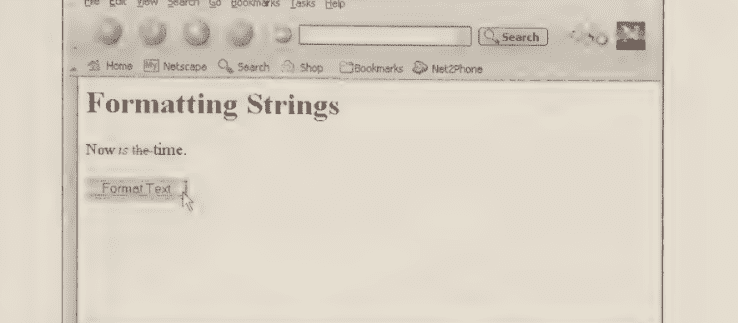 File Edit View Search Go Bookmarks Tasks Help
Search
Home My Netscape Search Shop Bookmarks Net2Phone
Formatting Strings
Now is the time.
Format Text